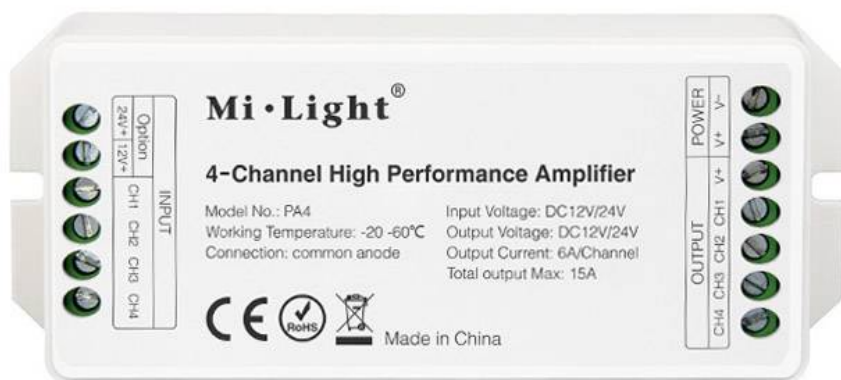 Mi·Light®
4-Channel High Performance Amplifier
Model No.: PA4
Working Temperature: -20 -60℃
Connection: common anode
Input Voltage: DC12V/24V
Output Voltage: DC12V/24V
Output Current: 6A/Channel
Total output Max: 15A
CE
RoHS
Made in China
INPUT
Option
24V+
12V+
CH1
CH2
CH3
CH4
POWER
V-
V+
OUTPUT
V+
CH1
CH2
CH3
CH4